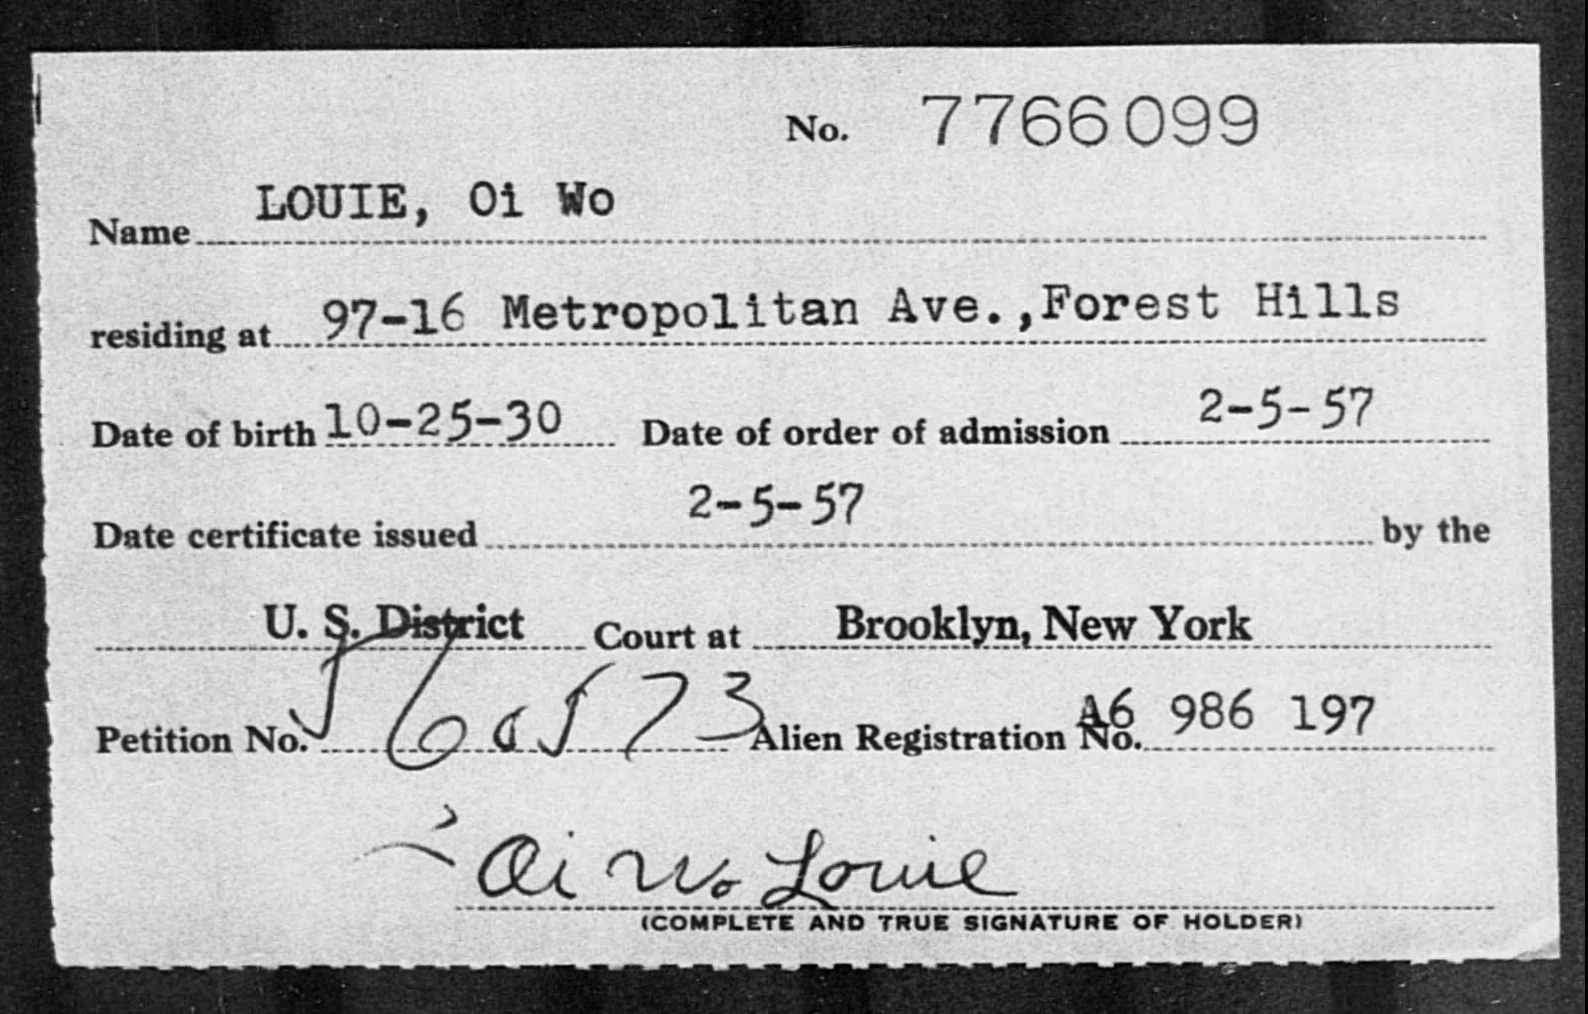 No. 7766099
Name LOUIE, Oi Wo
residing at 97-16 Metropolitan Ave.,Forest Hills
Date of birth 10-25-30 Date of order of admission 2-5-57
Date certificate issued 2-5-57 by the
U. S. District Court at Brooklyn, New York
Petition No. Alien Registration No. A6 986 197
Oi Wo Louie
(COMPLETE AND TRUE SIGNATURE OF HOLDER)